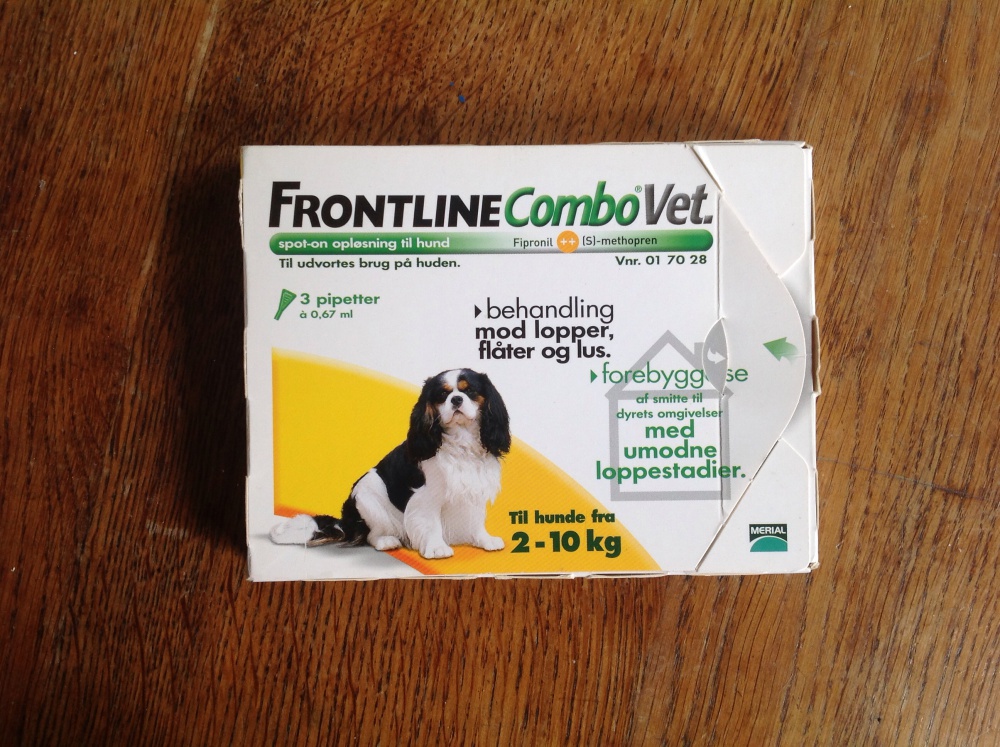 FRONTLINE Combo® Vet.
spot-on opløsning til hund Fipronil ++ (S)-methopren
Til udvortes brug på huden. Vnr. 01 70 28
3 pipetter
à 0,67 ml
behandling
mod lopper,
flåter og lus.
forebygg se
af smitte til
dyrets omgivelser
med
umodne
loppestadier.
Til hunde fra
2-10 kg
MERIAL